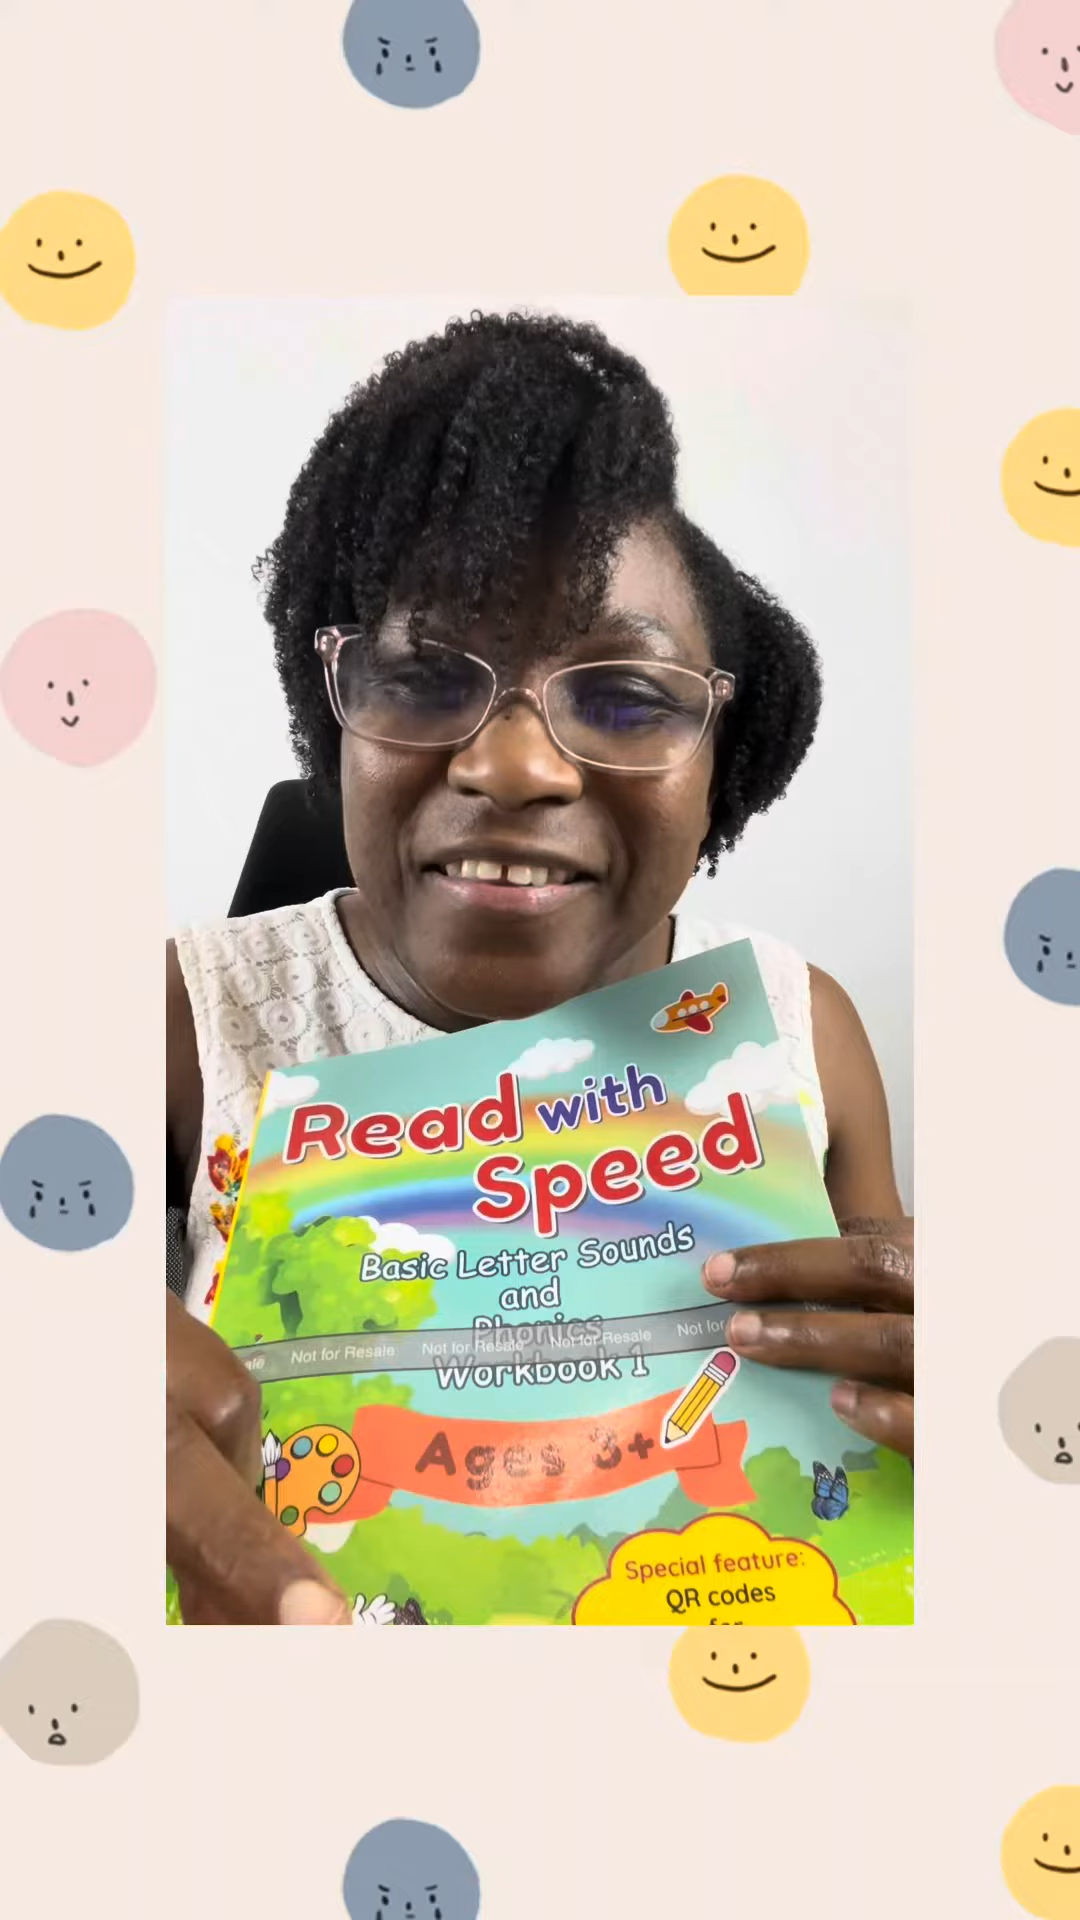 Read with
Speed
Basic Letter Sounds
and
Phonics
Not for Resale Not for Resale Not for Resale Not for
Workbook 1
Ages 3+
Special feature:
QR codes
for